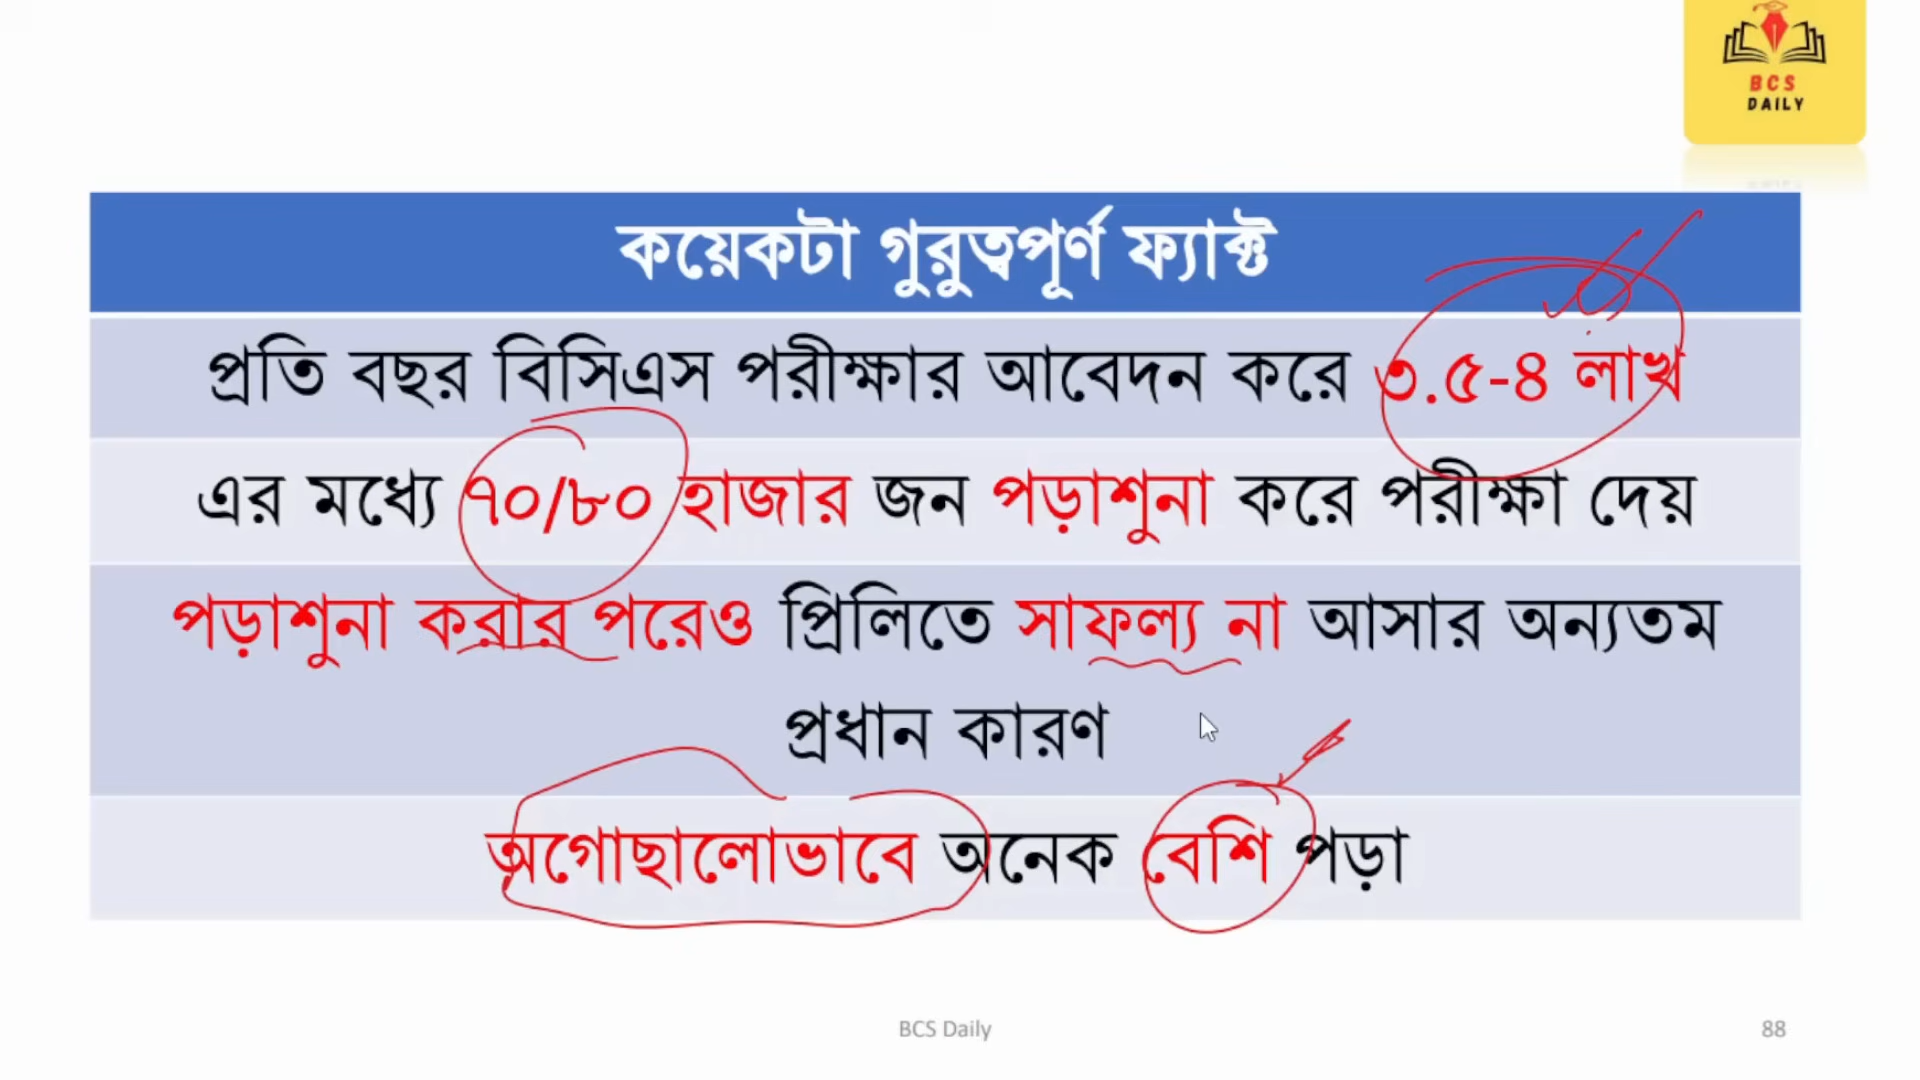 BCS
DAILY
কয়েকটা গুরুত্বপূর্ণ ফ্যাক্ট
প্রতি বছর বিসিএস পরীক্ষার আবেদন করে ৩.৫-৪ লাখ
এর মধ্যে ৭০/৮০ হাজার জন পড়াশুনা করে পরীক্ষা দেয়
পড়াশুনা করার পরেও প্রিলিতে সাফল্য না আসার অন্যতম
প্রধান কারণ
অগোছালোভাবে অনেক বেশি পড়া
BCS Daily
88